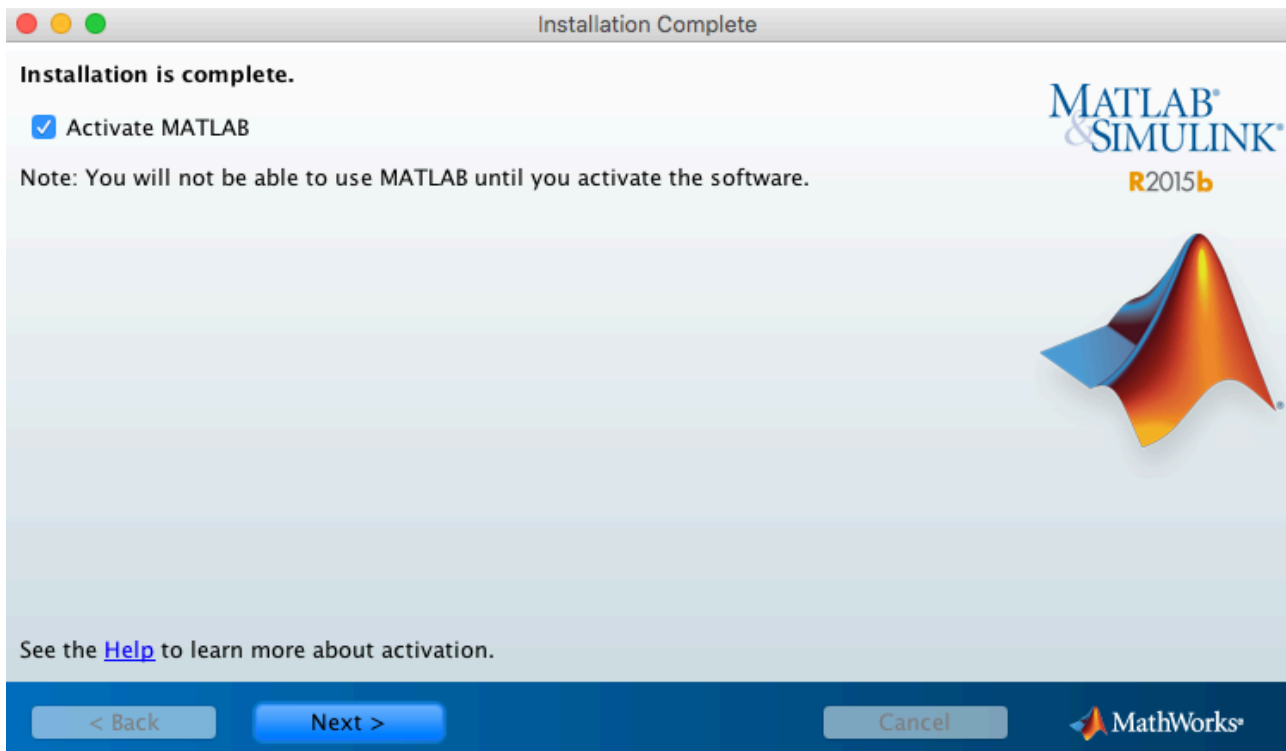 Installation Complete
Installation is complete.
Activate MATLAB
Note: You will not be able to use MATLAB until you activate the software.
MATLAB®
&SIMULINK®
R2015b
®
See the Help to learn more about activation.
< Back
Next >
Cancel
MathWorks®